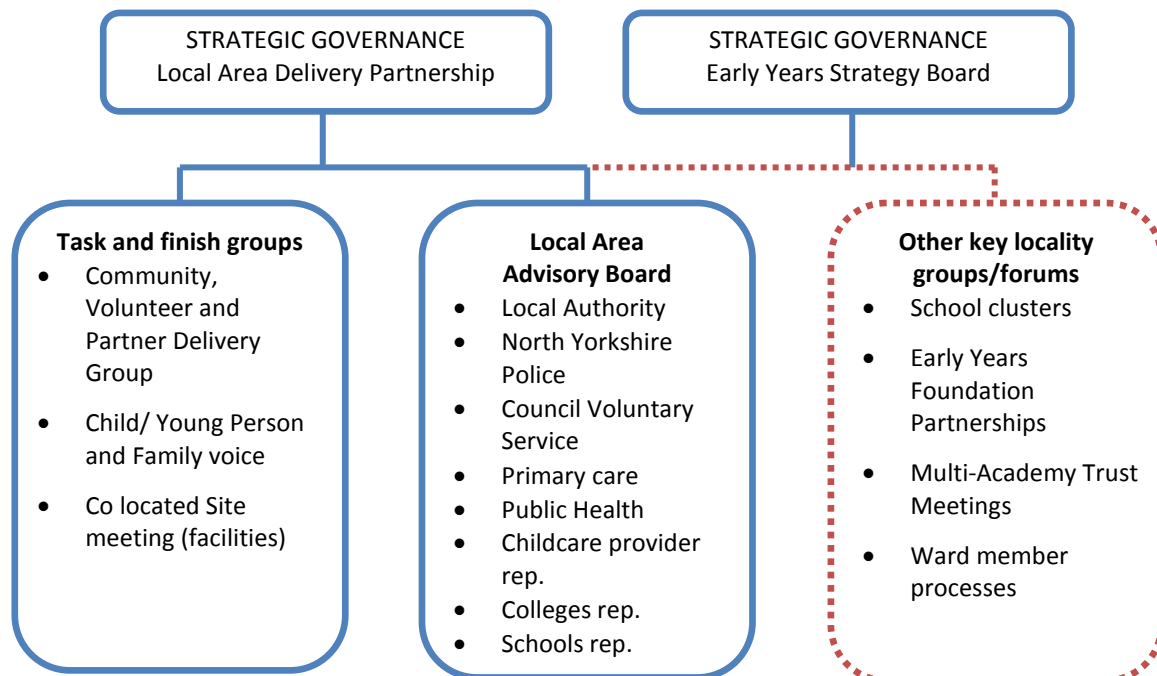 STRATEGIC GOVERNANCE
Local Area Delivery Partnership
STRATEGIC GOVERNANCE
Early Years Strategy Board
Task and finish groups
• Community,
Volunteer and
Partner Delivery
Group
• Child/ Young Person
and Family voice
• Co located Site
meeting (facilities)
Local Area
Advisory Board
• Local Authority
• North Yorkshire
Police
• Council Voluntary
Service
• Primary care
• Public Health
• Childcare provider
rep.
• Colleges rep.
• Schools rep.
Other key locality
groups/forums
• School clusters
• Early Years
Foundation
Partnerships
• Multi-Academy Trust
Meetings
• Ward member
processes